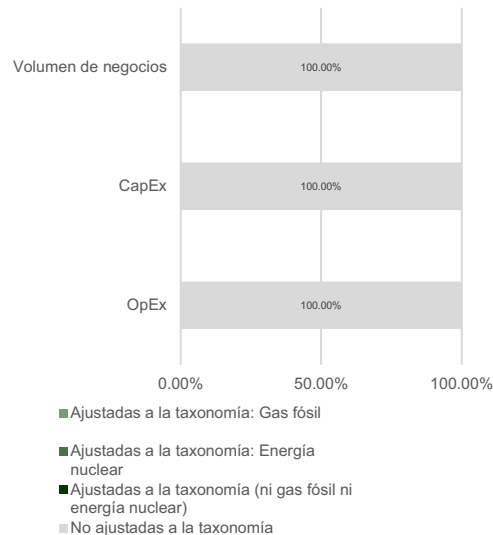 Volumen de negocios
100.00%
CapEx
100.00%
OpEx
100.00%
0.00% 50.00% 100.00%
Ajustadas a la taxonomía: Gas fósil
Ajustadas a la taxonomía: Energía
nuclear
Ajustadas a la taxonomía (ni gas fósil ni
energía nuclear)
No ajustadas a la taxonomía